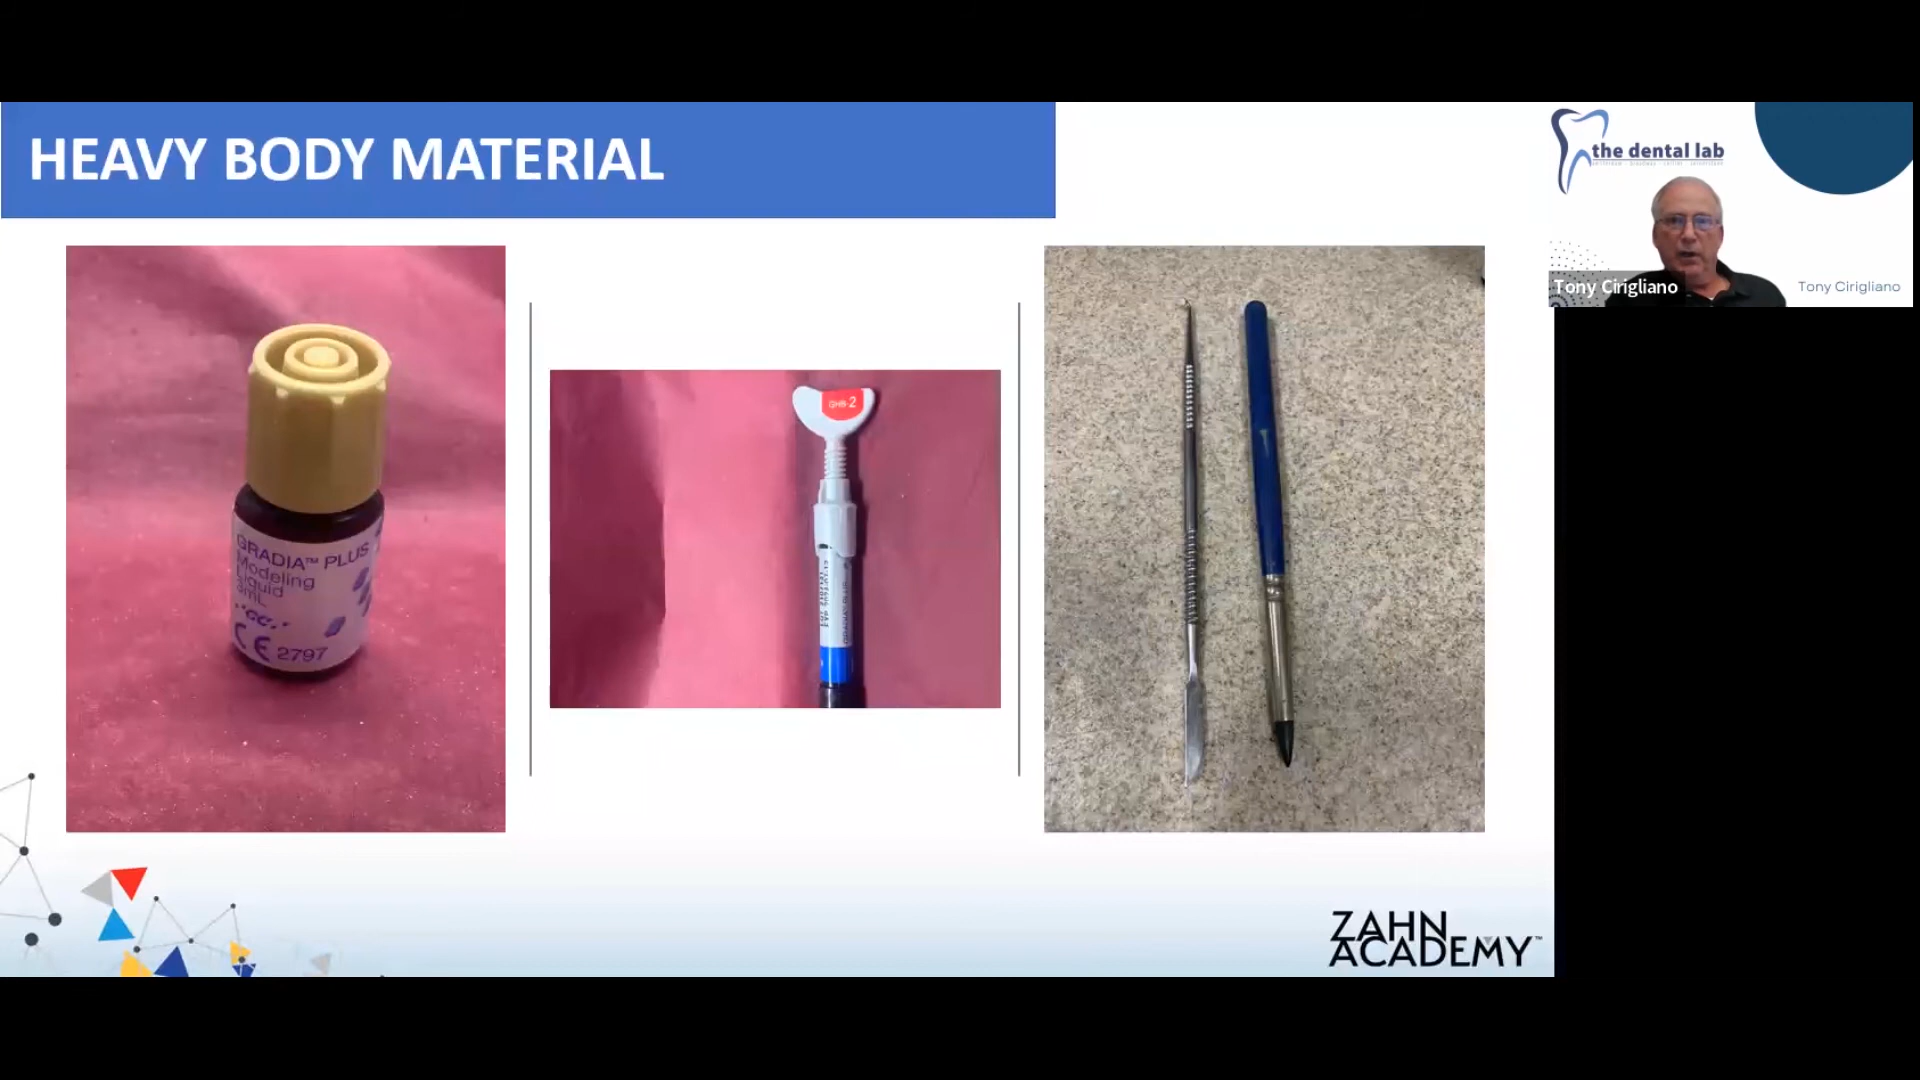 HEAVY BODY MATERIAL
the dental lab
Tony Cirigliano
Tony Cirigliano
GRADIA™ PLUS
Modeling
Liquid
3mL
"GC,"
CE 2797
GHB-2
ZAHN
ACADEMY™